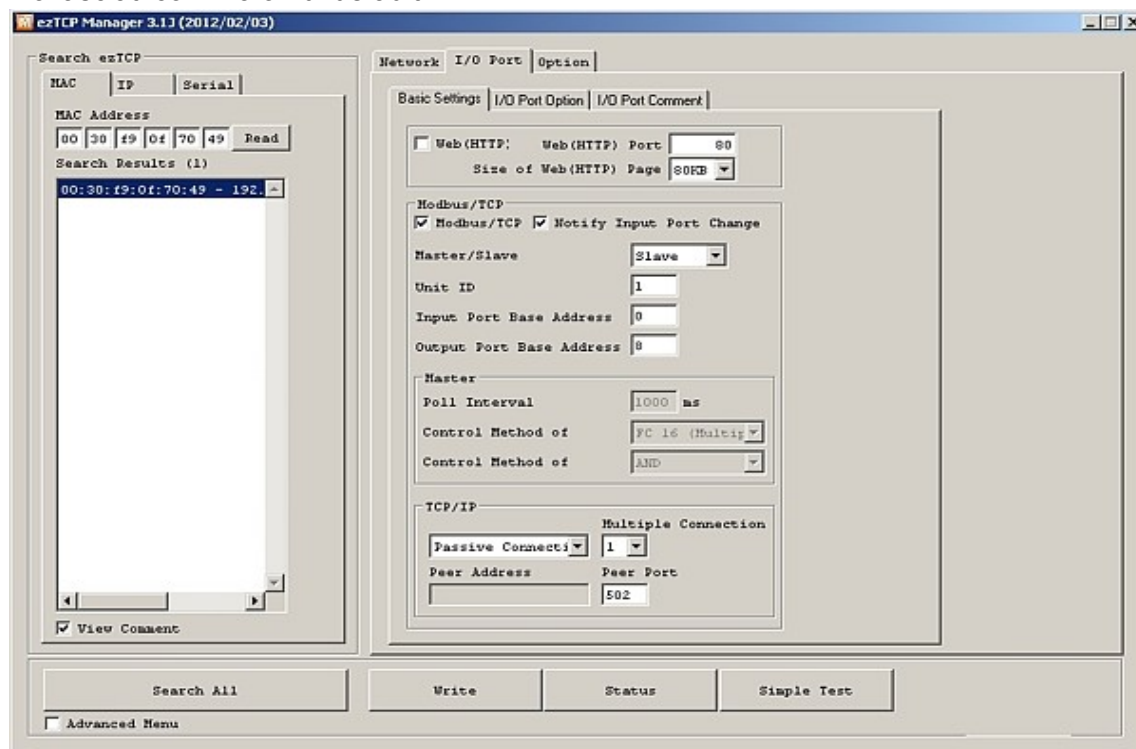 ezTCP Manager 3.1J (2012/02/03)
Search ezTCP
MAC IP Serial
MAC Address
00 30 f9 0f 70 49 Read
Search Results (1)
00:30:f9:0f:70:49 - 192.
View Comment
Network I/O Port Option
Basic Settings I/O Port Option I/O Port Comment
Web(HTTP) Web(HTTP) Port 80
Size of Web(HTTP) Page 80KB
Modbus/TCP
Modbus/TCP Notify Input Port Change
Master/Slave Slave
Unit ID 1
Input Port Base Address 0
Output Port Base Address 8
Master
Poll Interval 1000 ms
Control Method of FC 16 (Multip
Control Method of AND
TCP/IP
Multiple Connection
Passive Connecti 1
Peer Address Peer Port
502
Search All Write Status Simple Test
Advanced Menu